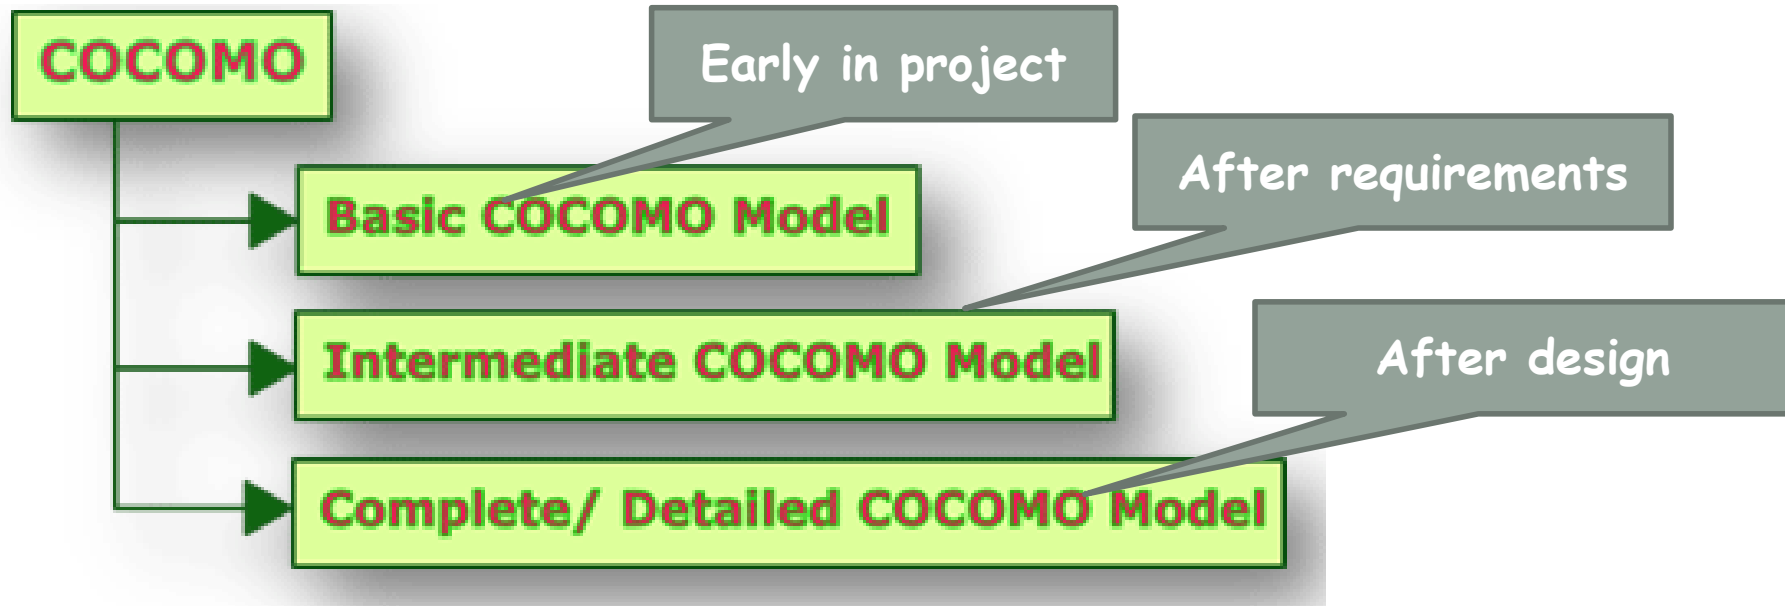 COCOMO
Early in project
After requirements
Basic COCOMO Model
After design
Intermediate COCOMO Model
Complete/ Detailed COCOMO Model